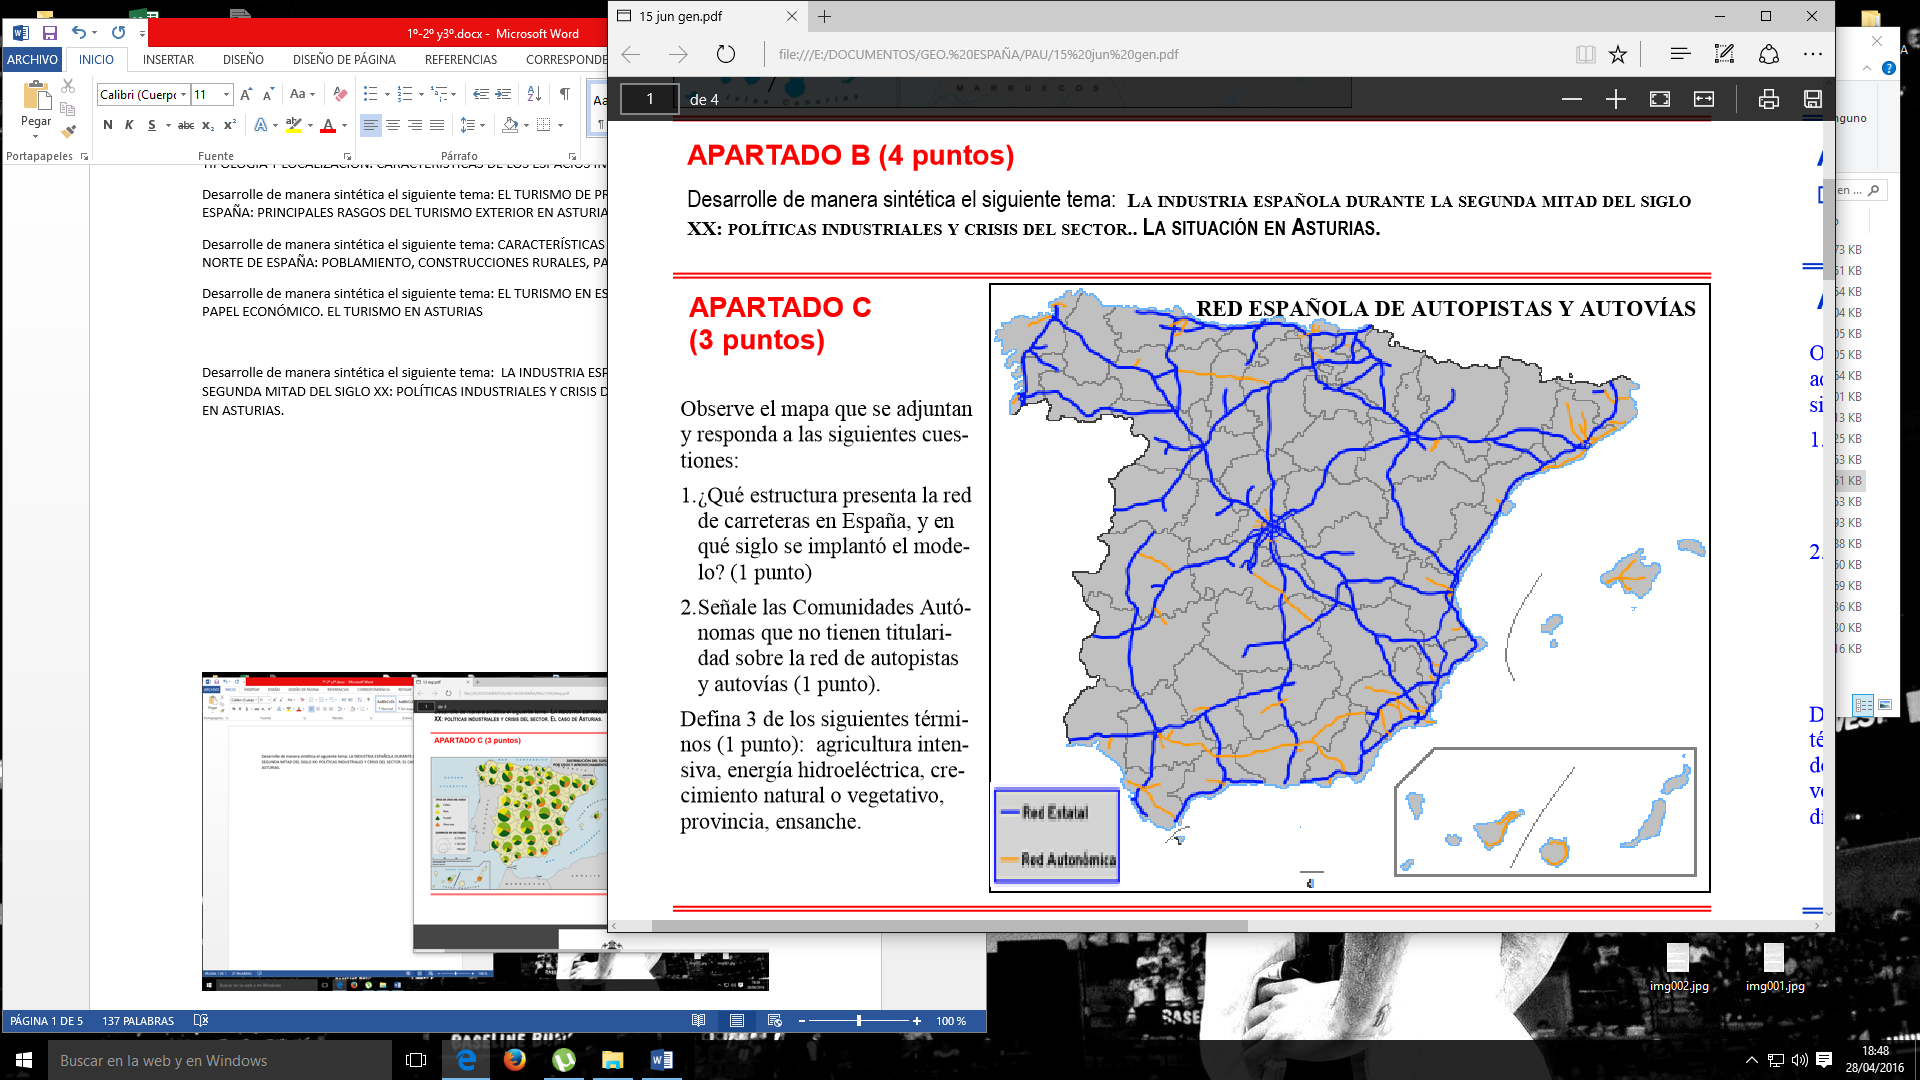 1º-2º y3º.docx - Microsoft Word
ARCHIVO INICIO INSERTAR DISEÑO DISEÑO DE PÁGINA REFERENCIAS CORRESPONDE
Calibri (Cuerpo 11
Pegar
Portapapeles Fuente Párrafo
Desarrolle de manera sintética el siguiente tema: EL TURISMO DE PR
ESPAÑA: PRINCIPALES RASGOS DEL TURISMO EXTERIOR EN ASTURIA
Desarrolle de manera sintética el siguiente tema: CARACTERÍSTICAS
NORTE DE ESPAÑA: POBLAMIENTO, CONSTRUCCIONES RURALES, PA
Desarrolle de manera sintética el siguiente tema: EL TURISMO EN ES
PAPEL ECONÓMICO. EL TURISMO EN ASTURIAS
Desarrolle de manera sintética el siguiente tema: LA INDUSTRIA ESP
SEGUNDA MITAD DEL SIGLO XX: POLÍTICAS INDUSTRIALES Y CRISIS D
EN ASTURIAS.
APARTADO C (3 puntos)
PÁGINA 1 DE 5 137 PALABRAS
100 %
15 jun gen.pdf
file:///E:/DOCUMENTOS/GEO.%20ESPAÑA/PAU/15%20jun%20gen.pdf
1 de 4
MARRUECOS
APARTADO B (4 puntos)
Desarrolle de manera sintética el siguiente tema: LA INDUSTRIA ESPAÑOLA DURANTE LA SEGUNDA MITAD DEL SIGLO
XX: POLÍTICAS INDUSTRIALES Y CRISIS DEL SECTOR.. LA SITUACIÓN EN ASTURIAS.
APARTADO C
(3 puntos)
Observe el mapa que se adjuntan
y responda a las siguientes cues-
tiones:
1.¿Qué estructura presenta la red
de carreteras en España, y en
qué siglo se implantó el mode-
lo? (1 punto)
2.Señale las Comunidades Autó-
nomas que no tienen titulari-
dad sobre la red de autopistas
y autovías (1 punto).
Defina 3 de los siguientes térmi-
nos (1 punto): agricultura inten-
siva, energía hidroeléctrica, cre-
cimiento natural o vegetativo,
provincia, ensanche.
RED ESPAÑOLA DE AUTOPISTAS Y AUTOVÍAS
Red Estatal
Red Autonómica
img002.jpg img001.jpg
Buscar en la web y en Windows
18:48
28/04/2016